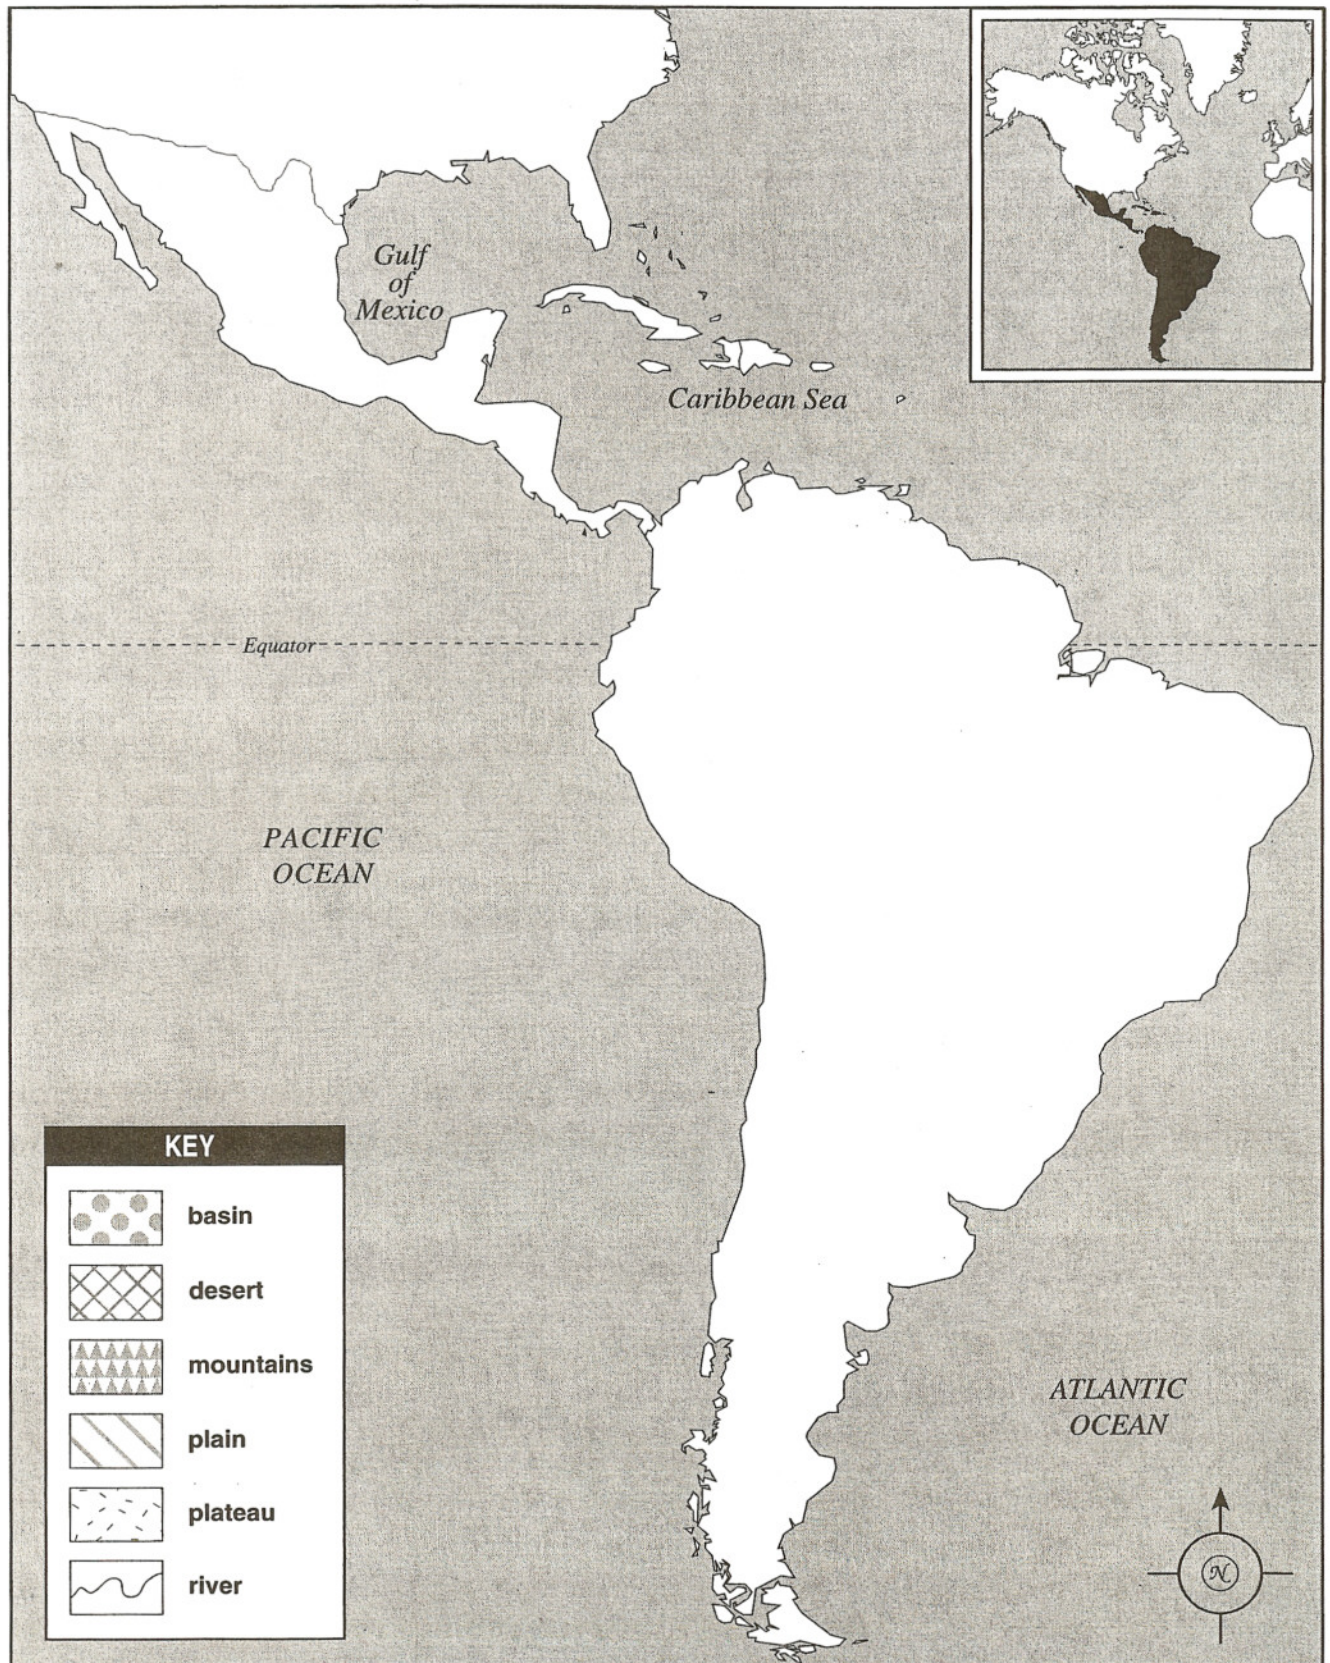 Gulf
of
Mexico
Caribbean Sea
Equator
PACIFIC
OCEAN
KEY
basin
desert
mountains
plain
plateau
river
ATLANTIC
OCEAN
N